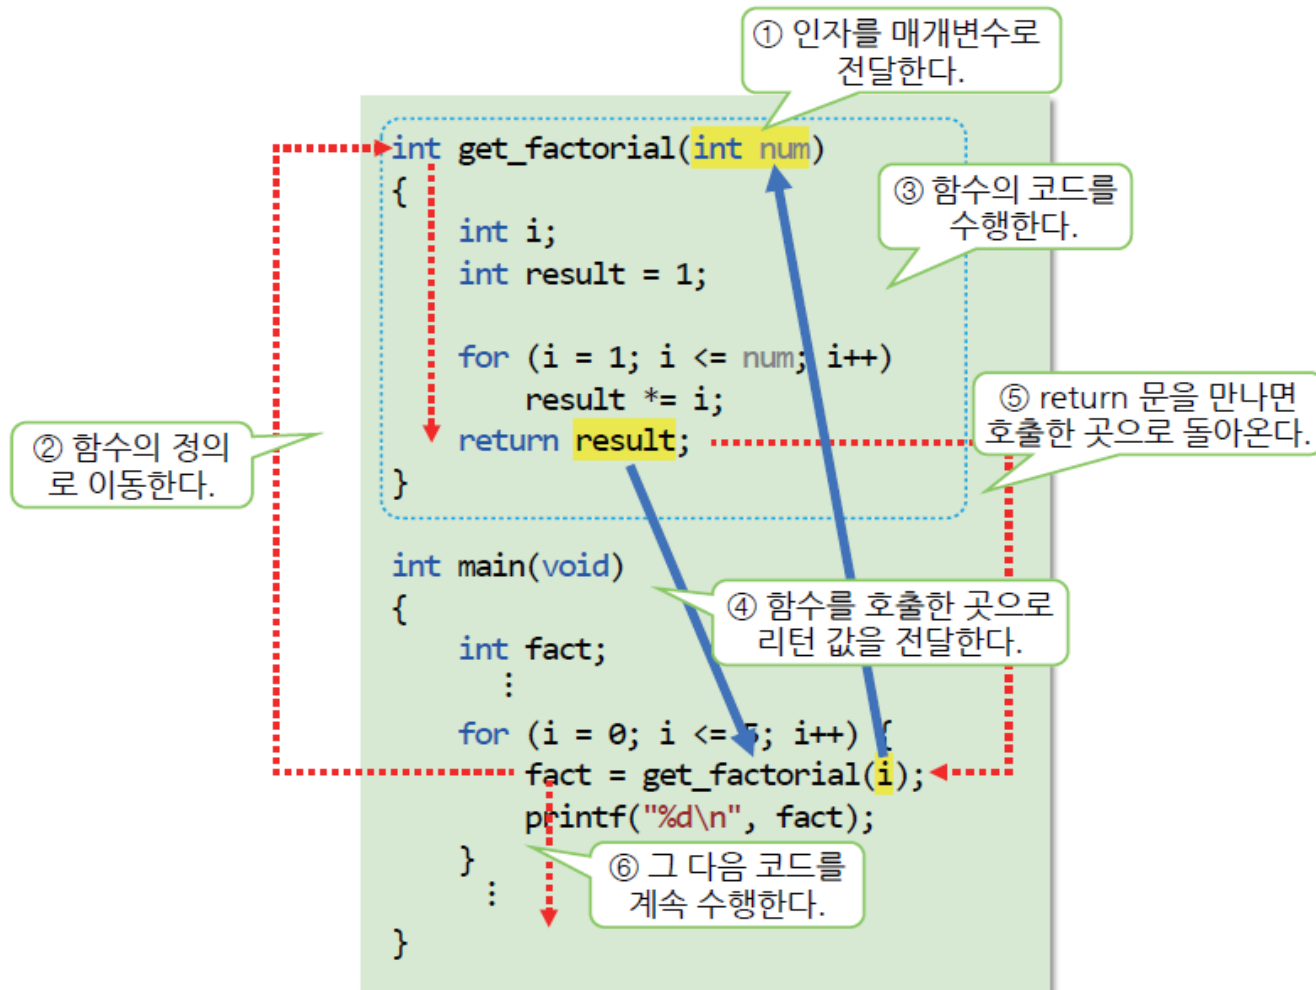 ① 인자를 매개변수로
전달한다.
int get_factorial(int num)
{
int i;
int result = 1;
for (i = 1; i <= num; i++)
result *= i;
return result;
}
③ 함수의 코드를
수행한다.
⑤ return 문을 만나면
호출한 곳으로 돌아온다.
② 함수의 정의
로 이동한다.
int main(void)
{
int fact;
⋮
④ 함수를 호출한 곳으로
리턴 값을 전달한다.
for (i = 0; i <= 5; i++) {
fact = get_factorial(i);
printf("%d\n", fact);
}
⋮
}
⑥ 그 다음 코드를
계속 수행한다.